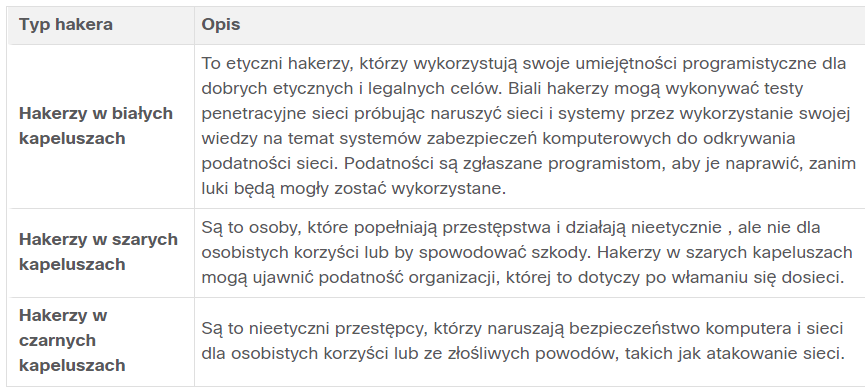 Typ hakera
Opis
Hakerzy w białych
kapeluszach
To etyczni hakerzy, którzy wykorzystują swoje umiejętności programistyczne dla
dobrych etycznych i legalnych celów. Biali hakerzy mogą wykonywać testy
penetracyjne sieci próbując naruszyć sieci i systemy przez wykorzystanie swojej
wiedzy na temat systemów zabezpieczeń komputerowych do odkrywania
podatności sieci. Podatności są zgłaszane programistom, aby je naprawić, zanim
luki będą mogły zostać wykorzystane.
Hakerzy w szarych
kapeluszach
Są to osoby, które popełniają przestępstwa i działają nieetycznie , ale nie dla
osobistych korzyści lub by spowodować szkody. Hakerzy w szarych kapeluszach
mogą ujawnić podatność organizacji, której to dotyczy po włamaniu się dosieci.
Hakerzy w
czarnych
kapeluszach
Są to nieetyczni przestępcy, którzy naruszają bezpieczeństwo komputera i sieci
dla osobistych korzyści lub ze złośliwych powodów, takich jak atakowanie sieci.